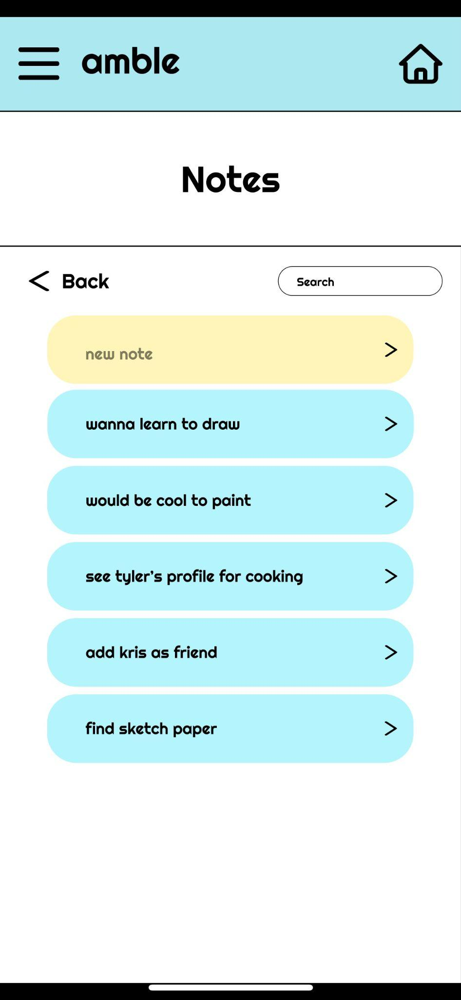 amble
Notes
Back
Search
new note
wanna learn to draw
would be cool to paint
see tyler's profile for cooking
add kris as friend
find sketch paper